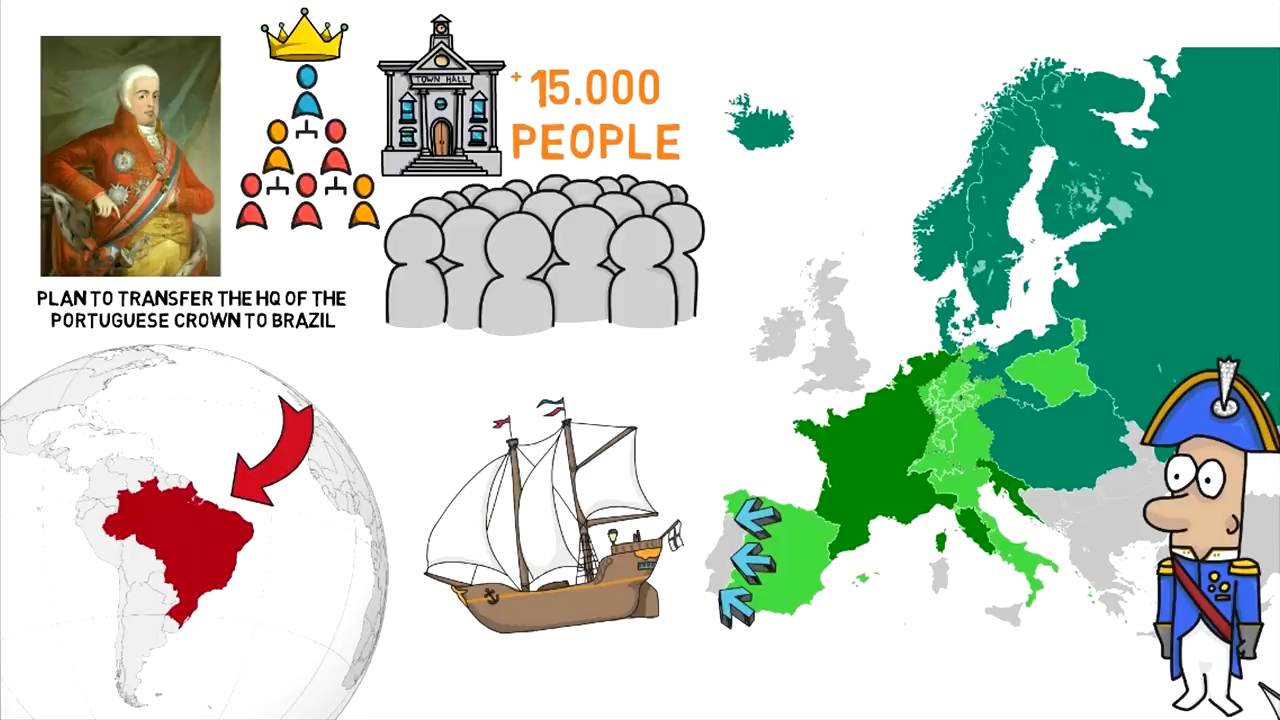 TOWN HALL
+ 15.000
PEOPLE
PLAN TO TRANSFER THE HQ OF THE
PORTUGUESE CROWN TO BRAZIL